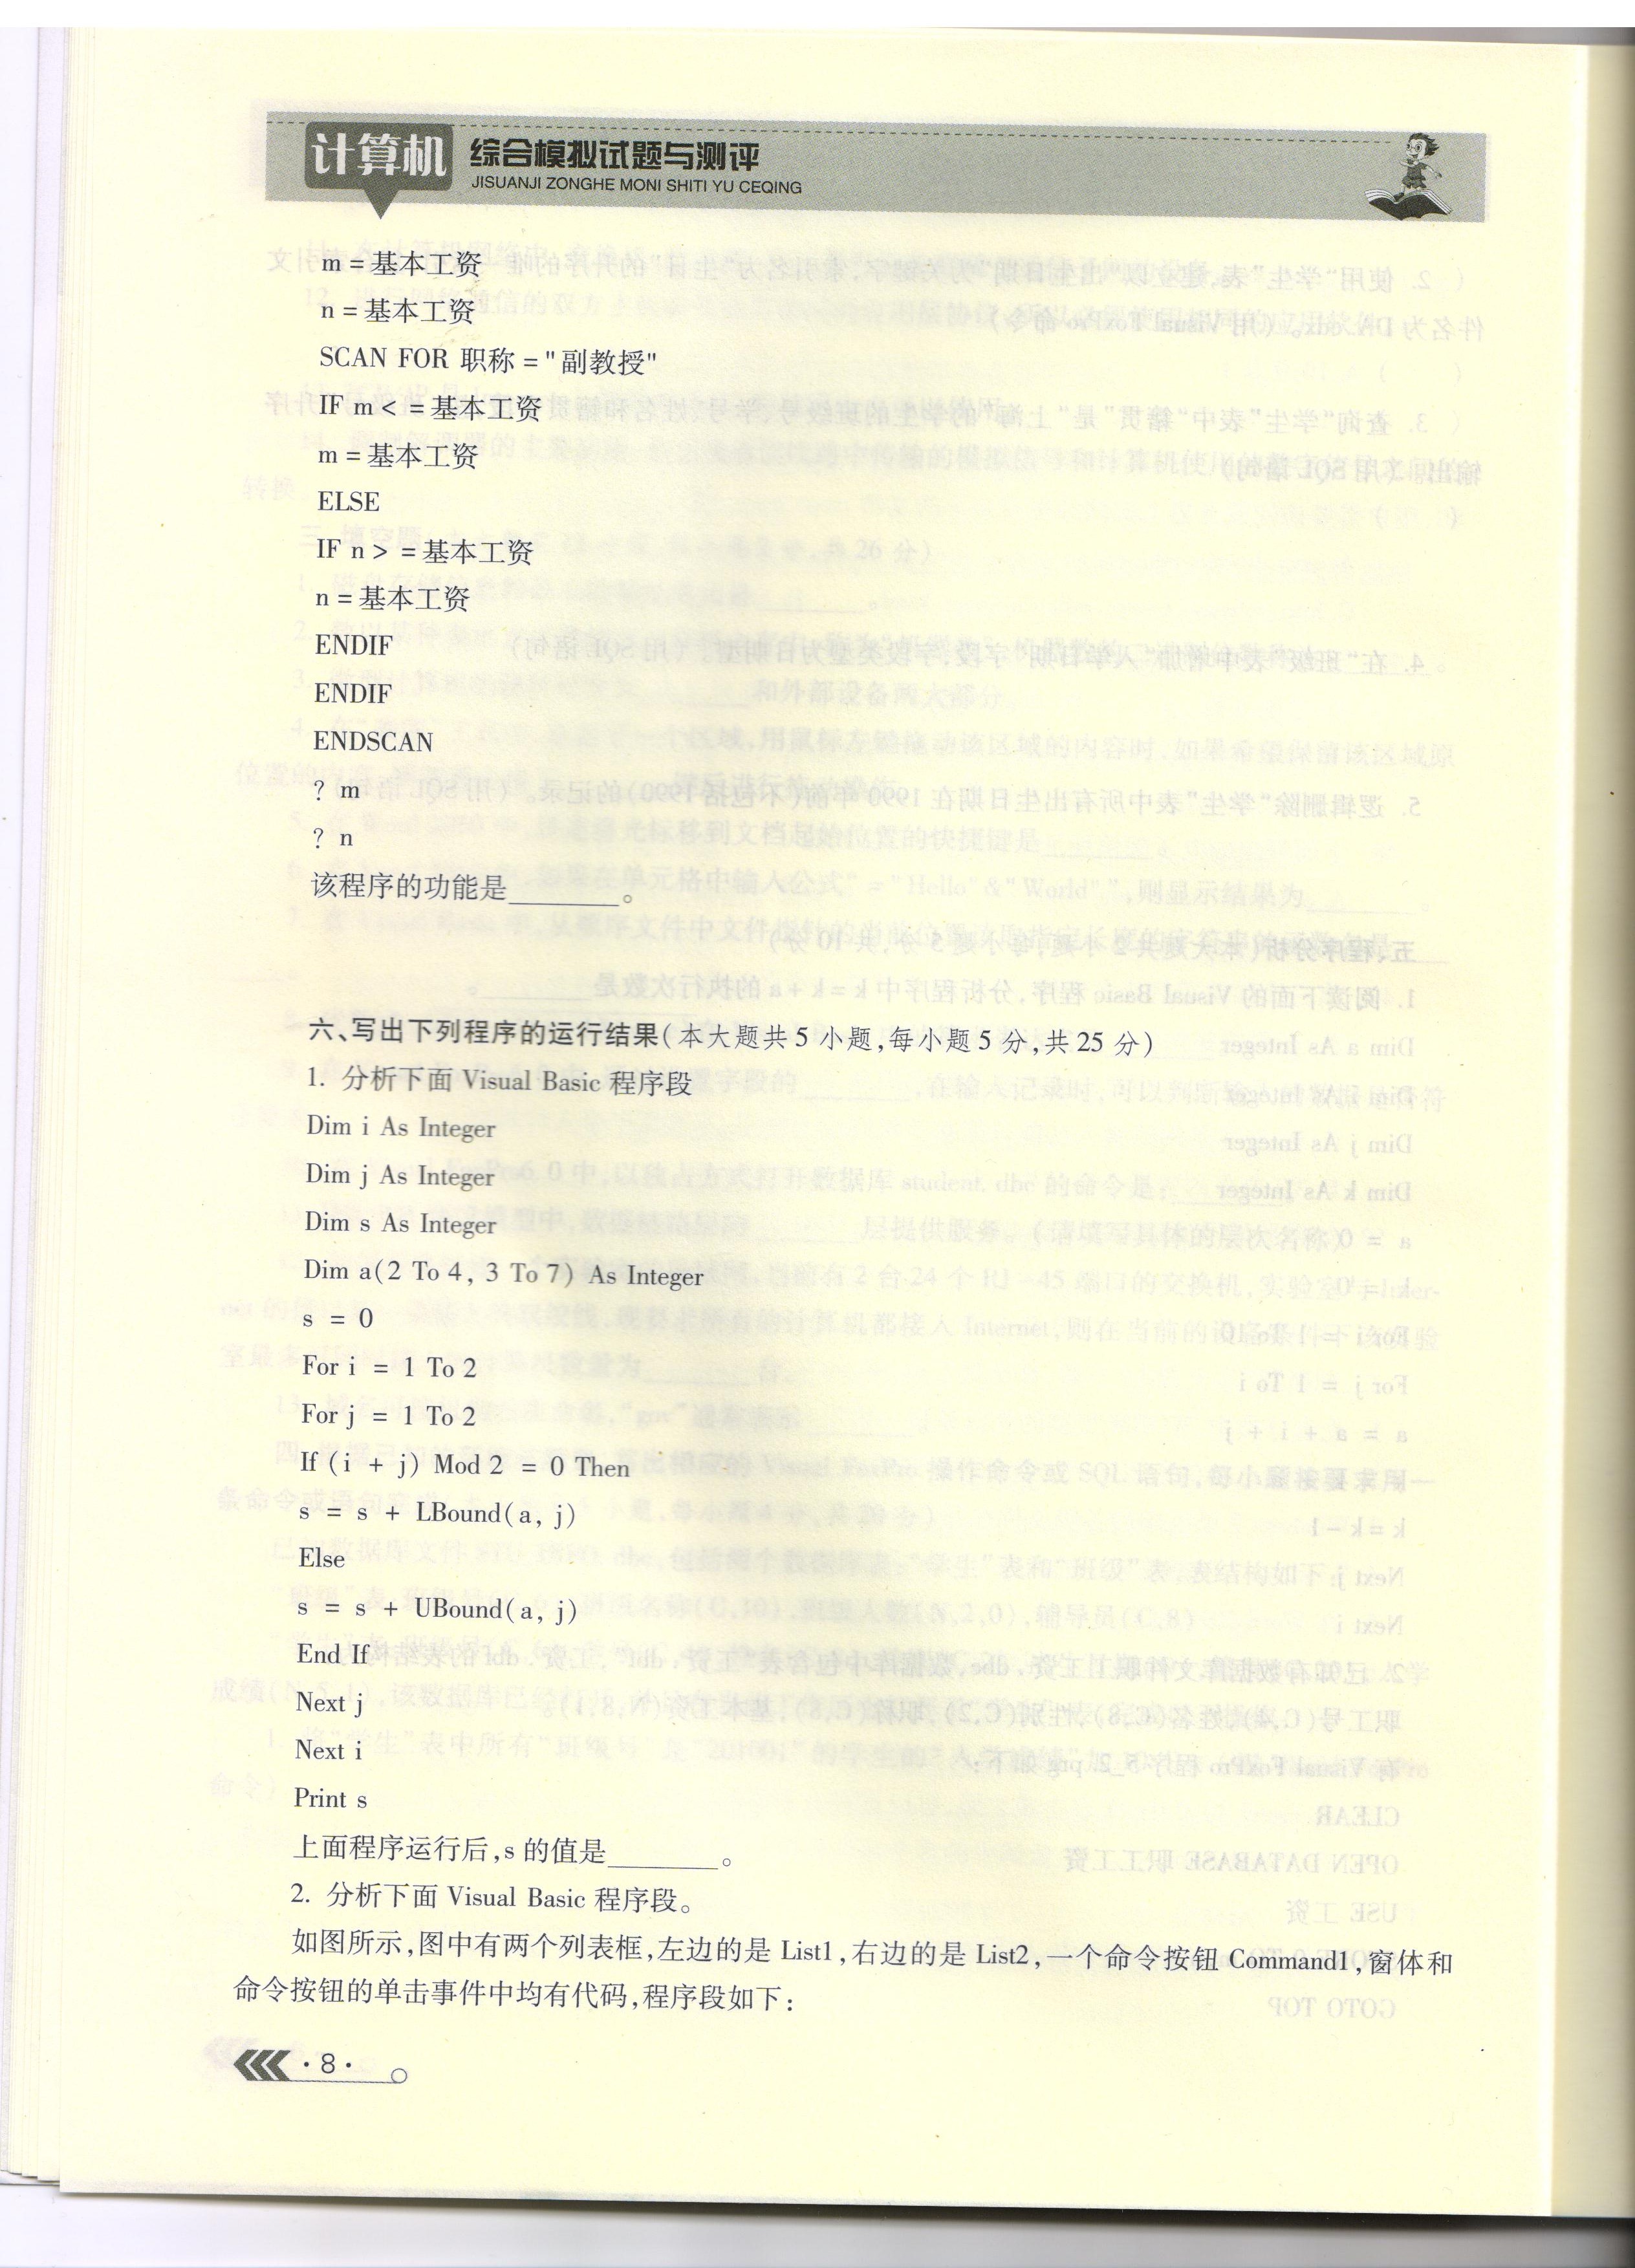 计算机 综合模拟试题与测评
JISUANJI ZONGHE MONI SHITI YU CEQING
m = 基本工资
n = 基本工资
SCAN FOR 职称 = "副教授"
IF m < = 基本工资
m = 基本工资
ELSE
IF n > = 基本工资
n = 基本工资
ENDIF
ENDIF
ENDSCAN
? m
? n
该程序的功能是________。
六、写出下列程序的运行结果(本大题共 5 小题,每小题 5 分,共 25 分)
1. 分析下面 Visual Basic 程序段
Dim i As Integer
Dim j As Integer
Dim s As Integer
Dim a(2 To 4, 3 To 7) As Integer
s = 0
For i = 1 To 2
For j = 1 To 2
If (i + j) Mod 2 = 0 Then
s = s + LBound(a, j)
Else
s = s + UBound(a, j)
End If
Next j
Next i
Print s
上面程序运行后,s 的值是________。
2. 分析下面 Visual Basic 程序段。
如图所示,图中有两个列表框,左边的是 List1,右边的是 List2,一个命令按钮 Command1,窗体和
命令按钮的单击事件中均有代码,程序段如下:
· 8 ·